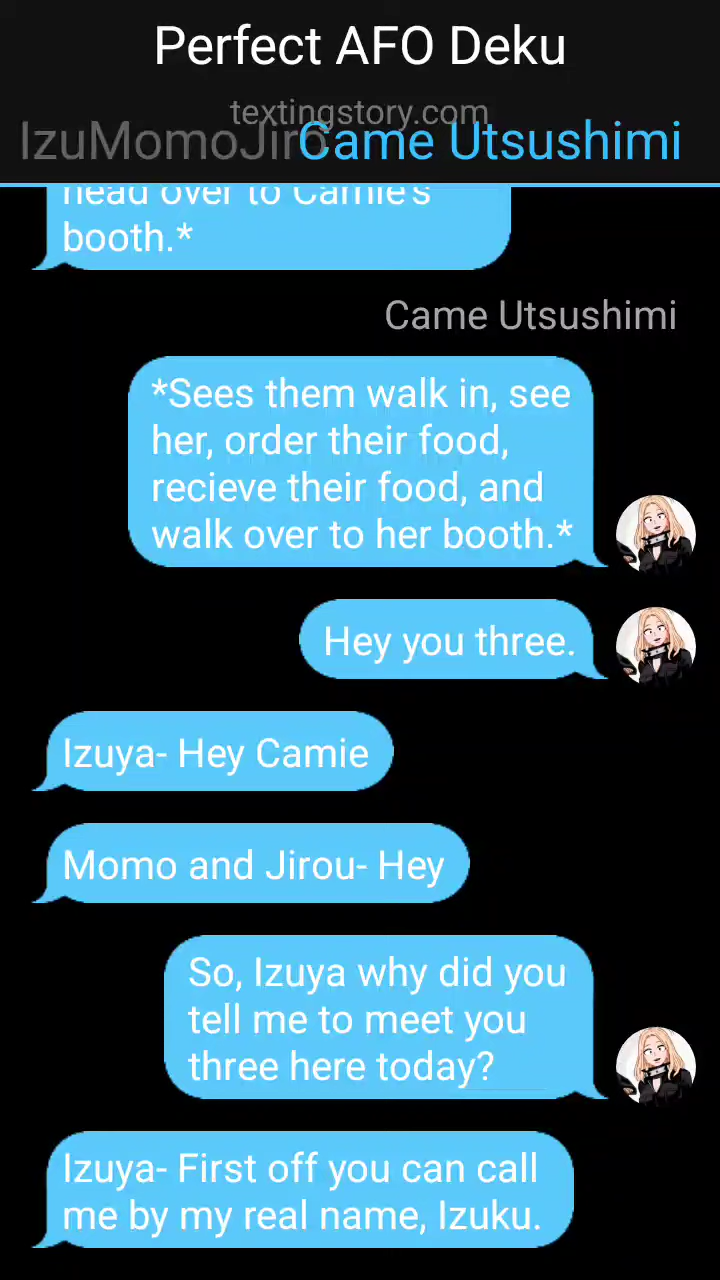 Perfect AFO Deku
textingstory.com
IzuMomoJiro
Came Utsushimi
head over to Camie's
booth.*
Came Utsushimi
*Sees them walk in, see
her, order their food,
recieve their food, and
walk over to her booth.*
Hey you three.
Izuya- Hey Camie
Momo and Jirou- Hey
So, Izuya why did you
tell me to meet you
three here today?
Izuya- First off you can call
me by my real name, Izuku.